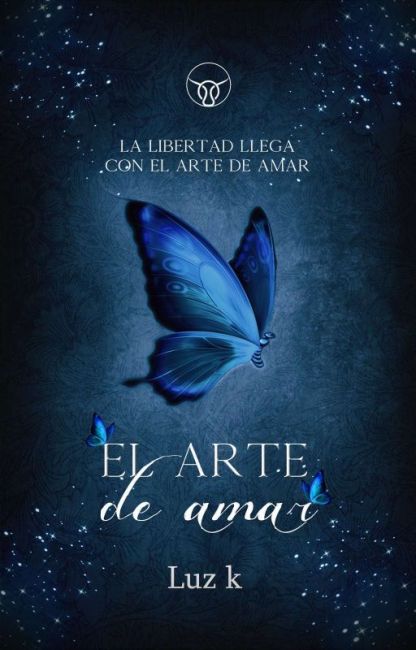 LA LIBERTAD LLEGA
CON EL ARTE DE AMAR
EL ARTE
de amar
Luz k